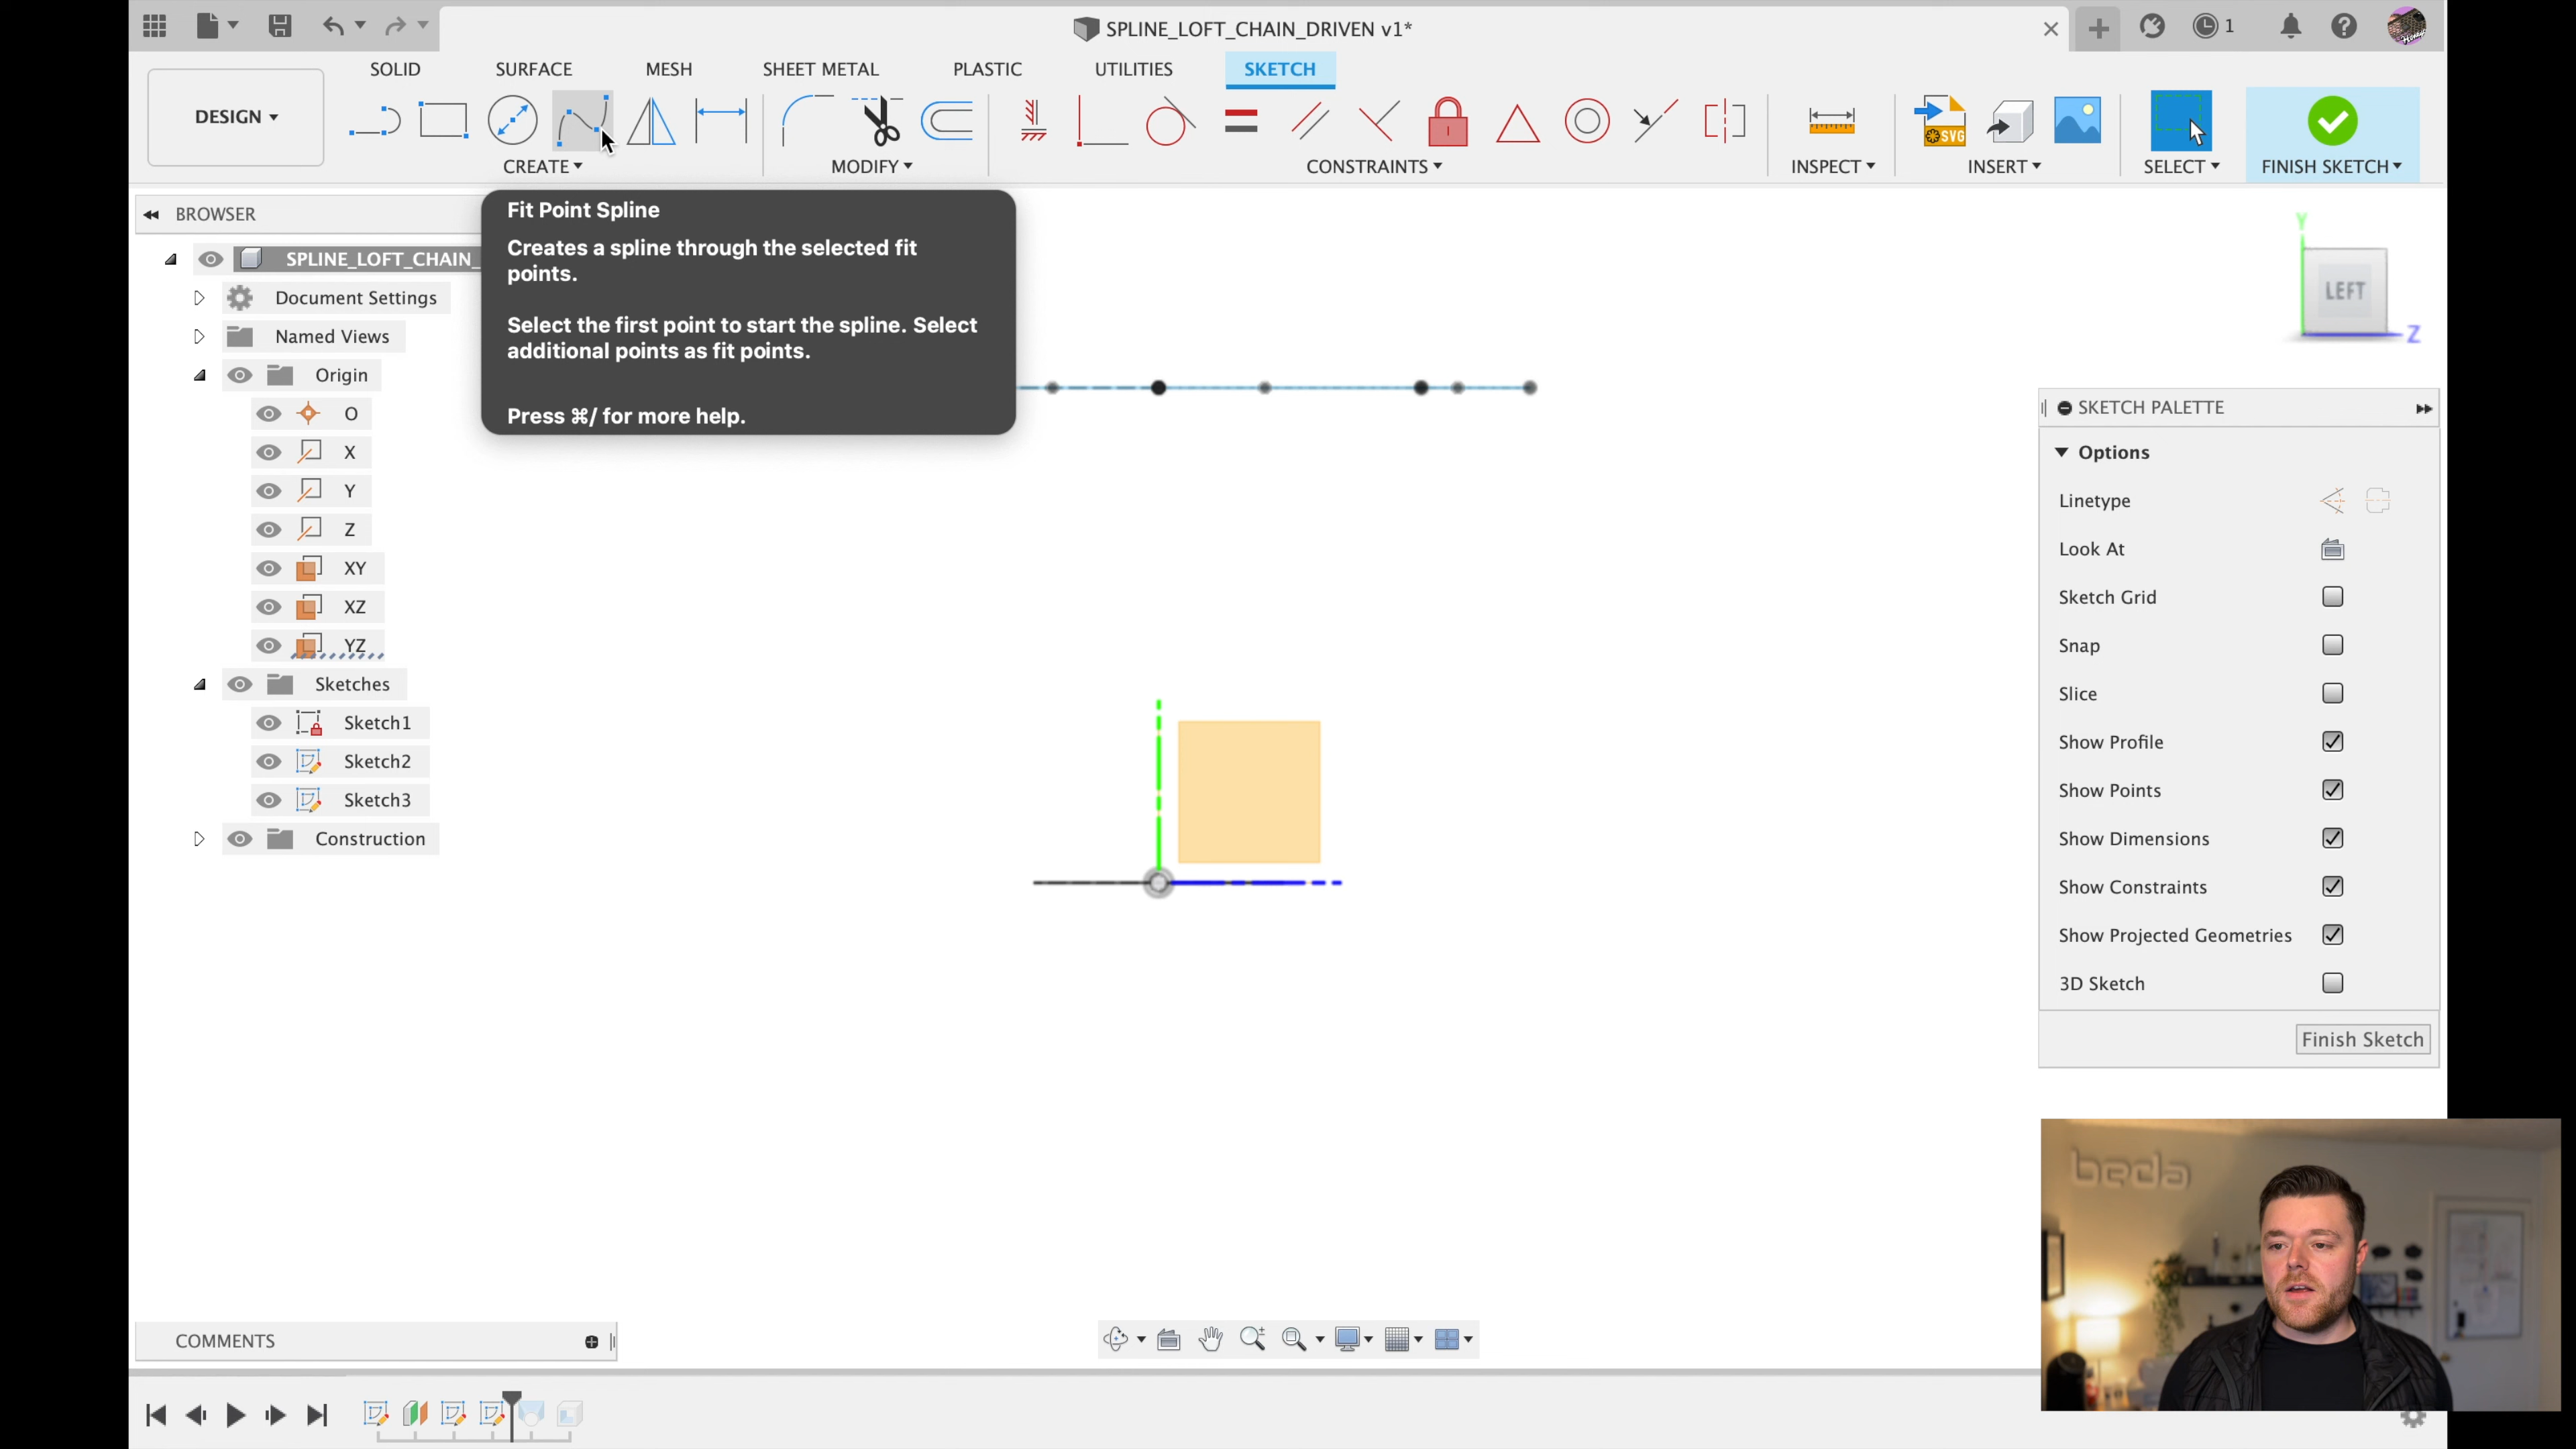 SPLINE_LOFT_CHAIN_DRIVEN v1*
1
SOLID
SURFACE
MESH
SHEET METAL
PLASTIC
UTILITIES
SKETCH
DESIGN
CREATE
MODIFY
CONSTRAINTS
INSPECT
SVG
INSERT
SELECT
FINISH SKETCH
BROWSER
SPLINE_LOFT_CHAIN_
Document Settings
Named Views
Origin
O
X
Y
Z
XY
XZ
YZ
Sketches
Sketch1
Sketch2
Sketch3
Construction
Fit Point Spline
Creates a spline through the selected fit
points.
Select the first point to start the spline. Select
additional points as fit points.
Press ⌘/ for more help.
Y
LEFT
Z
SKETCH PALETTE
Options
Linetype
Look At
Sketch Grid
Snap
Slice
Show Profile
Show Points
Show Dimensions
Show Constraints
Show Projected Geometries
3D Sketch
Finish Sketch
beda
COMMENTS